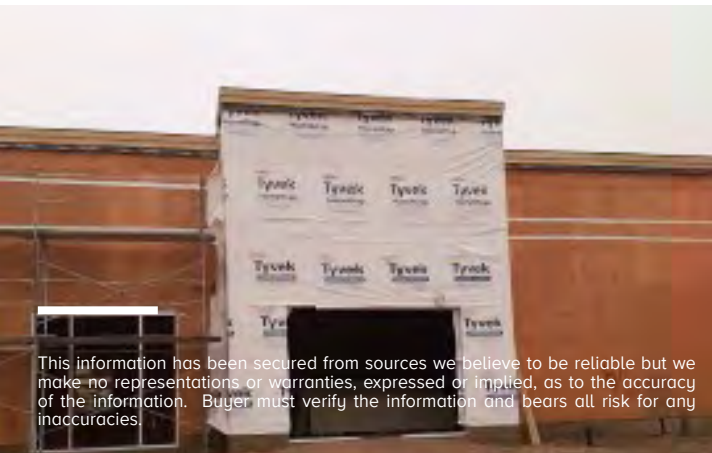 Tyvek Tyvek Tyvek Tyvek
Tyvek Tyvek Tyvek Tyvek
Tyvek
This information has been secured from sources we believe to be reliable but we
make no representations or warranties, expressed or implied, as to the accuracy
of the information. Buyer must verify the information and bears all risk for any
inaccuracies.